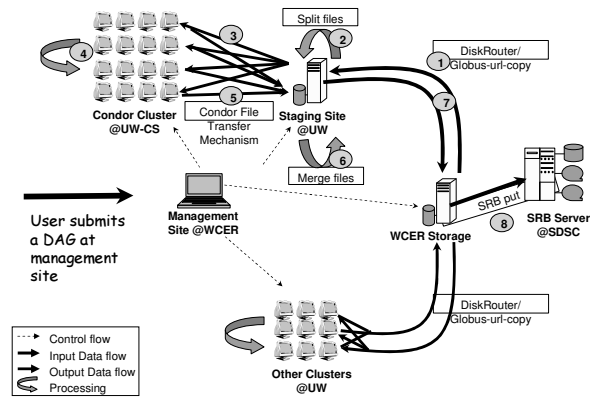 Split files
2
3
4
1
DiskRouter/
Globus-url-copy
7
5
Condor Cluster
@UW-CS
Condor File
Transfer
Mechanism
Staging Site
@UW
6
Merge files
User submits
a DAG at
management
site
Management
Site @WCER
WCER Storage
SRB put
8
SRB Server
@SDSC
DiskRouter/
Globus-url-copy
Other Clusters
@UW
Control flow
Input Data flow
Output Data flow
Processing